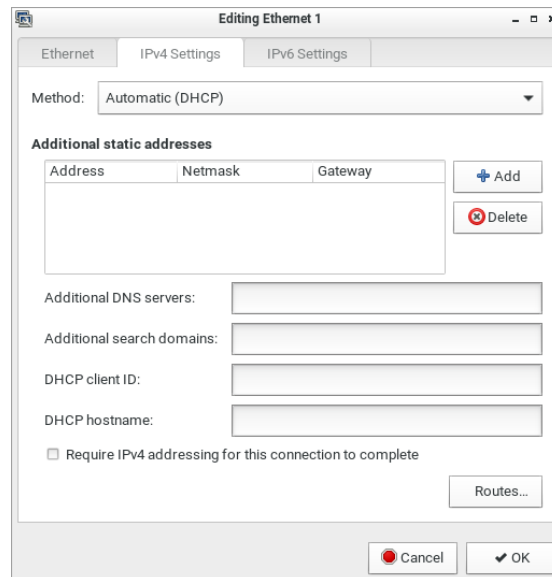 Editing Ethernet 1
Ethernet IPv4 Settings IPv6 Settings
Method: Automatic (DHCP)
Additional static addresses
Address Netmask Gateway
Add
Delete
Additional DNS servers:
Additional search domains:
DHCP client ID:
DHCP hostname:
Require IPv4 addressing for this connection to complete
Routes...
Cancel OK